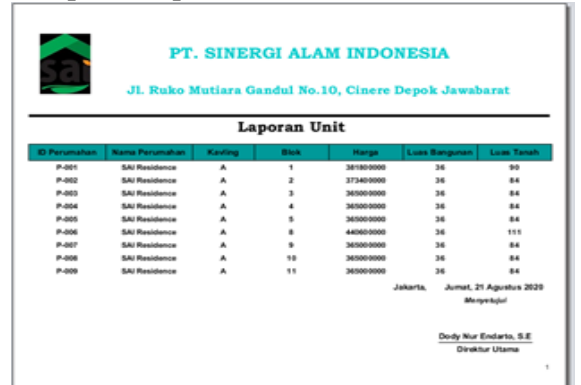 sai
PT. SINERGI ALAM INDONESIA
Jl. Ruko Mutiara Gandul No.10, Cinere Depok Jawabarat
Laporan Unit
ID Perumahan Nama Perumahan Kavling Blok Harga Luas Bangunan Luas Tanah
P-001 SAI Residence A 1 381800000 36 90
P-002 SAI Residence A 2 373400000 36 84
P-003 SAI Residence A 3 365000000 36 84
P-004 SAI Residence A 4 365000000 36 84
P-005 SAI Residence A 5 365000000 36 84
P-006 SAI Residence A 8 440600000 36 111
P-007 SAI Residence A 9 365000000 36 84
P-008 SAI Residence A 10 365000000 36 84
P-009 SAI Residence A 11 365000000 36 84
Jakarta, Jumat, 21 Agustus 2020
Menyetujui
Dody Nur Endarto, S.E
Direktur Utama
1